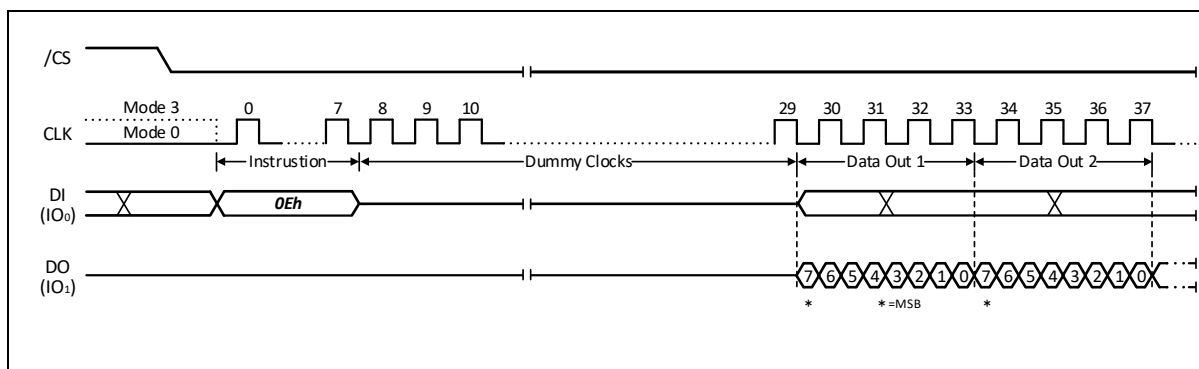 /CS
Mode 3
CLK
Mode 0
0 7 8 9 10 29 30 31 32 33 34 35 36 37
Instrustion Dummy Clocks Data Out 1 Data Out 2
DI
(IO₀)
0Eh
DO
(IO₁)
7 6 5 4 3 2 1 0 7 6 5 4 3 2 1 0
* * =MSB *